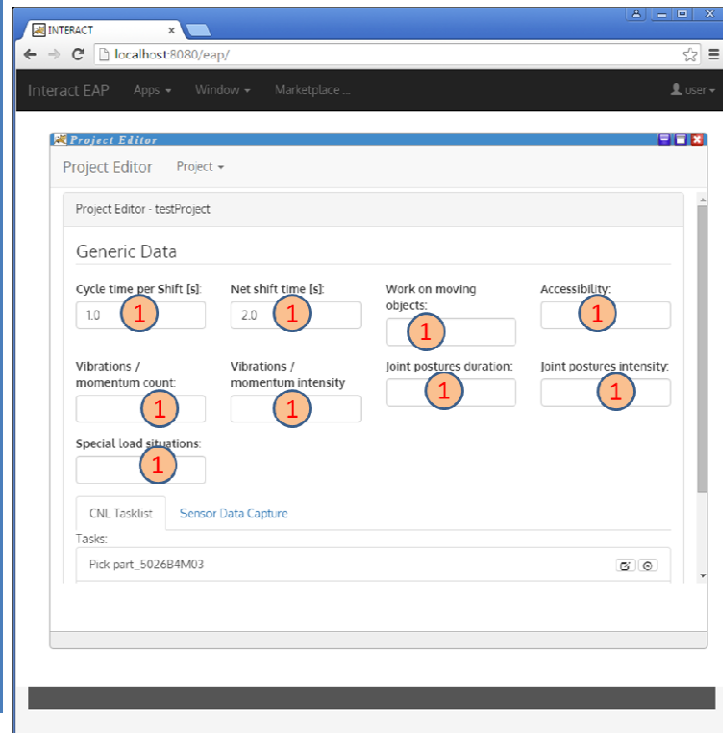 INTERACT x
localhost:8080/eap/
Interact EAP Apps Window Marketplace ... user
Project Editor
Project Editor Project
Project Editor - testProject
Generic Data
Cycle time per Shift [s]: Net shift time [s]: Work on moving objects: Accessibility:
1.0 1 2.0 1 1 1
Vibrations / momentum count: Vibrations / momentum intensity Joint postures duration: Joint postures intensity:
1 1 1 1
Special load situations:
1
CNL Tasklist Sensor Data Capture
Tasks:
Pick part_5026B4M03